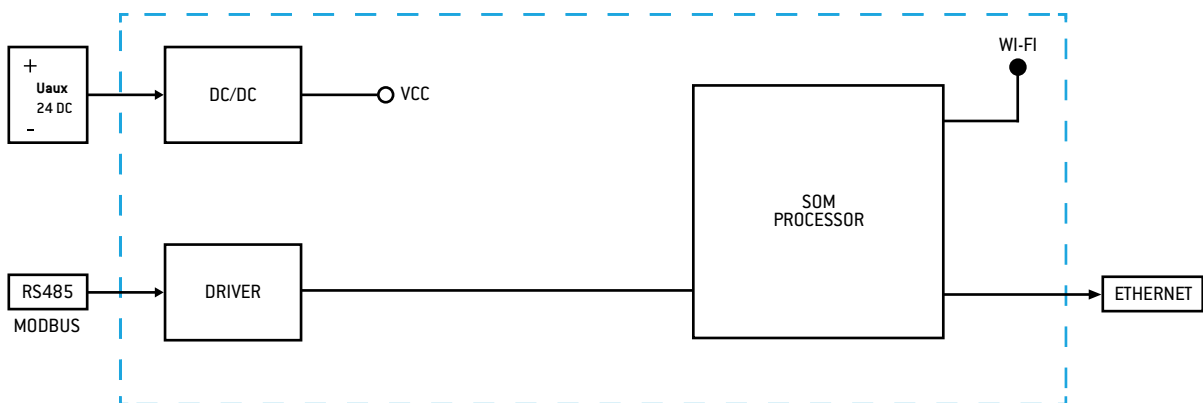 WI-FI
+
Uaux
24 DC
-
DC/DC
VCC
SOM
PROCESSOR
RS485
MODBUS
DRIVER
ETHERNET